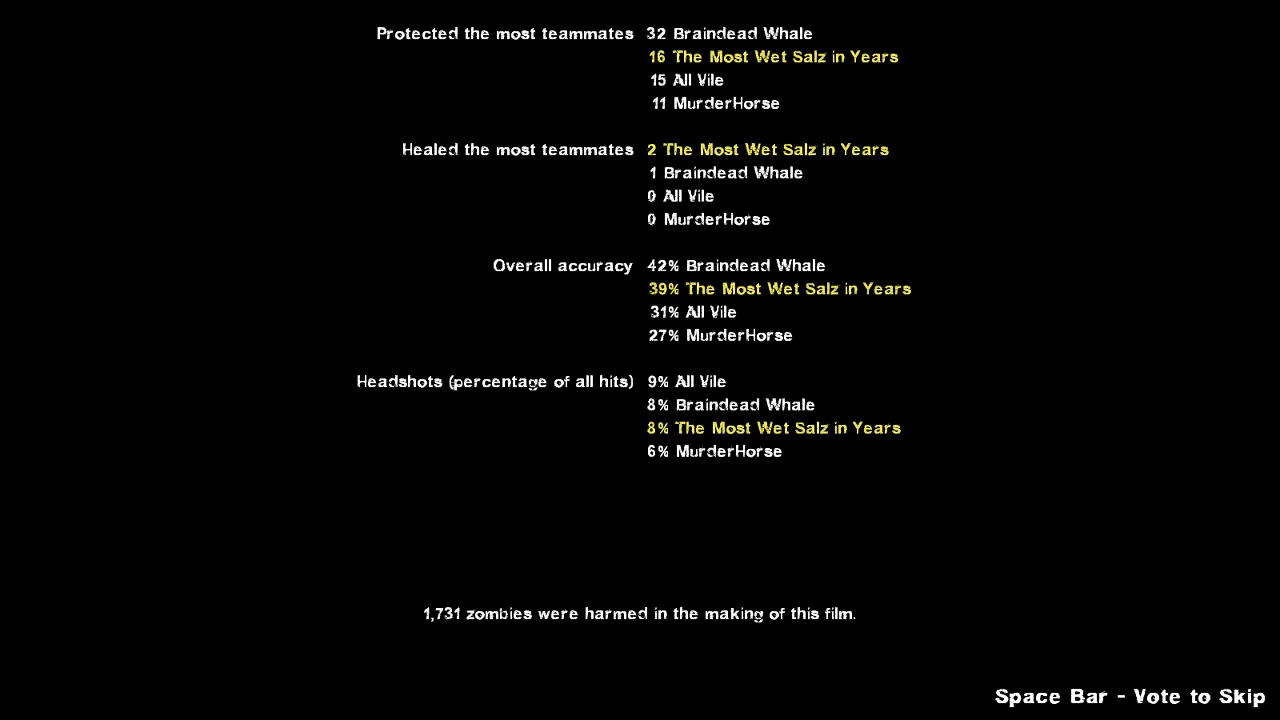 Protected the most teammates 32 Braindead Whale
16 The Most Wet Salz in Years
15 All Vile
11 MurderHorse
Healed the most teammates 2 The Most Wet Salz in Years
1 Braindead Whale
0 All Vile
0 MurderHorse
Overall accuracy 42% Braindead Whale
39% The Most Wet Salz in Years
31% All Vile
27% MurderHorse
Headshots (percentage of all hits) 9% All Vile
8% Braindead Whale
8% The Most Wet Salz in Years
6% MurderHorse
1,731 zombies were harmed in the making of this film.
Space Bar - Vote to Skip